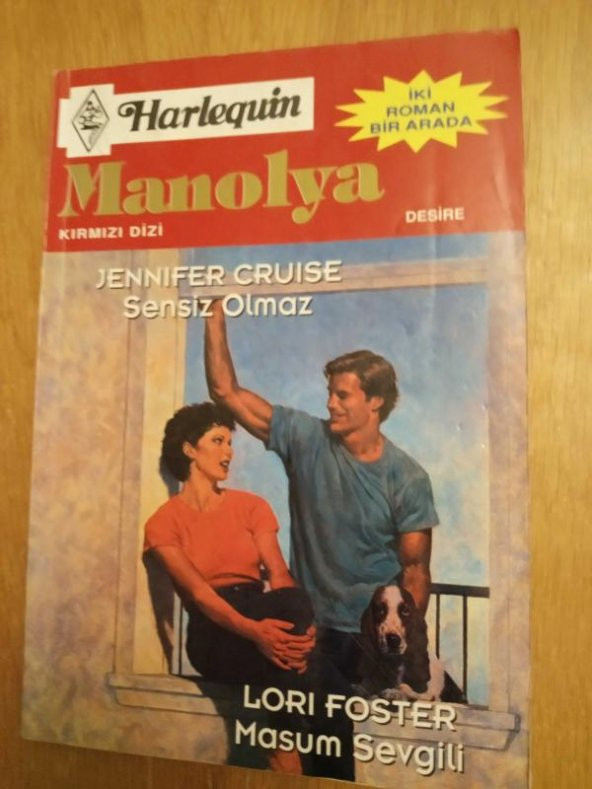 Harlequin
İKİ
ROMAN
BİR ARADA
Manolya
KIRMIZI DİZİ
DESİRE
JENNIFER CRUISE
Sensiz Olmaz
LORI FOSTER
Masum Sevgili